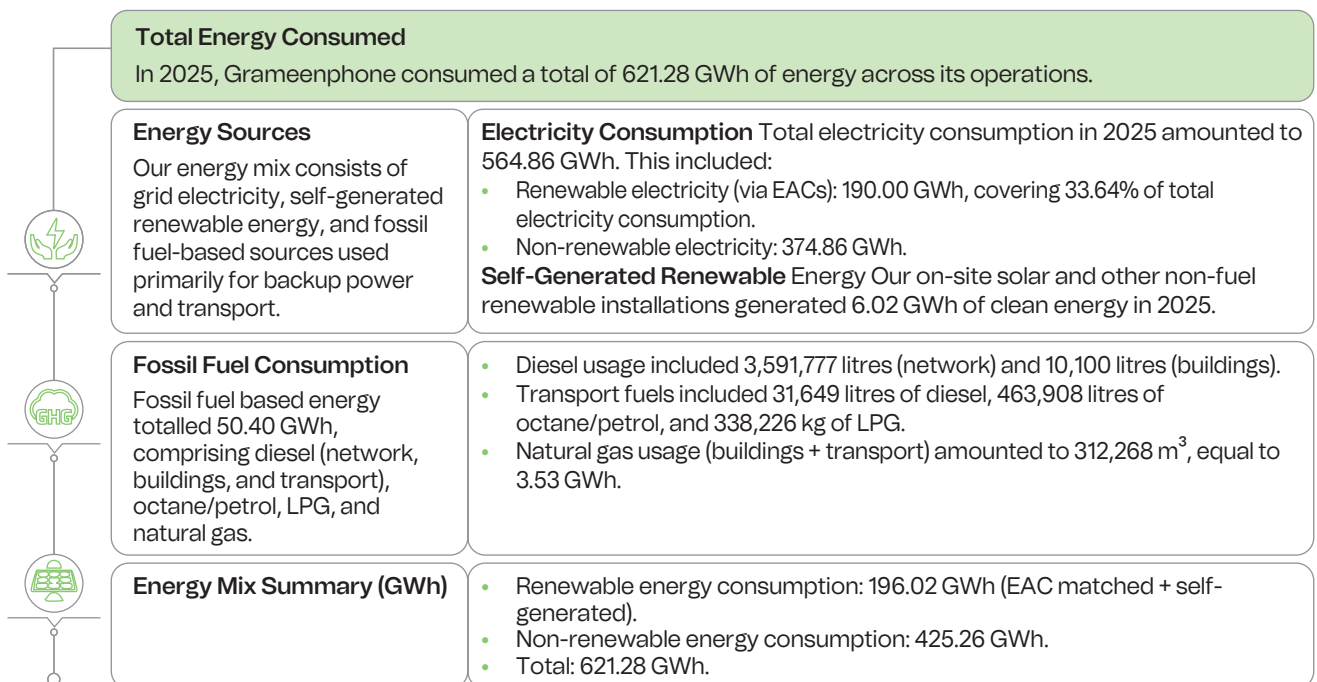 Total Energy Consumed
In 2025, Grameenphone consumed a total of 621.28 GWh of energy across its operations.
Energy Sources
Our energy mix consists of
grid electricity, self-generated
renewable energy, and fossil
fuel-based sources used
primarily for backup power
and transport.
Electricity Consumption Total electricity consumption in 2025 amounted to
564.86 GWh. This included:
• Renewable electricity (via EACs): 190.00 GWh, covering 33.64% of total
electricity consumption.
• Non-renewable electricity: 374.86 GWh.
Self-Generated Renewable Energy Our on-site solar and other non-fuel
renewable installations generated 6.02 GWh of clean energy in 2025.
GHG
Fossil Fuel Consumption
Fossil fuel based energy
totalled 50.40 GWh,
comprising diesel (network,
buildings, and transport),
octane/petrol, LPG, and
natural gas.
• Diesel usage included 3,591,777 litres (network) and 10,100 litres (buildings).
• Transport fuels included 31,649 litres of diesel, 463,908 litres of
octane/petrol, and 338,226 kg of LPG.
• Natural gas usage (buildings + transport) amounted to 312,268 m³, equal to
3.53 GWh.
Energy Mix Summary (GWh)
• Renewable energy consumption: 196.02 GWh (EAC matched + self-
generated).
• Non-renewable energy consumption: 425.26 GWh.
• Total: 621.28 GWh.